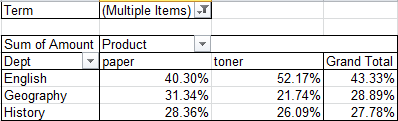 Term (Multiple Items)
Sum of Amount Product
Dept paper toner Grand Total
English 40.30% 52.17% 43.33%
Geography 31.34% 21.74% 28.89%
History 28.36% 26.09% 27.78%